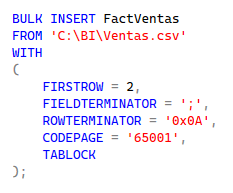 BULK INSERT FactVentas
FROM 'C:\BI\Ventas.csv'
WITH
(
    FIRSTROW = 2,
    FIELDTERMINATOR = ';',
    ROWTERMINATOR = '0x0A',
    CODEPAGE = '65001',
    TABLOCK
);